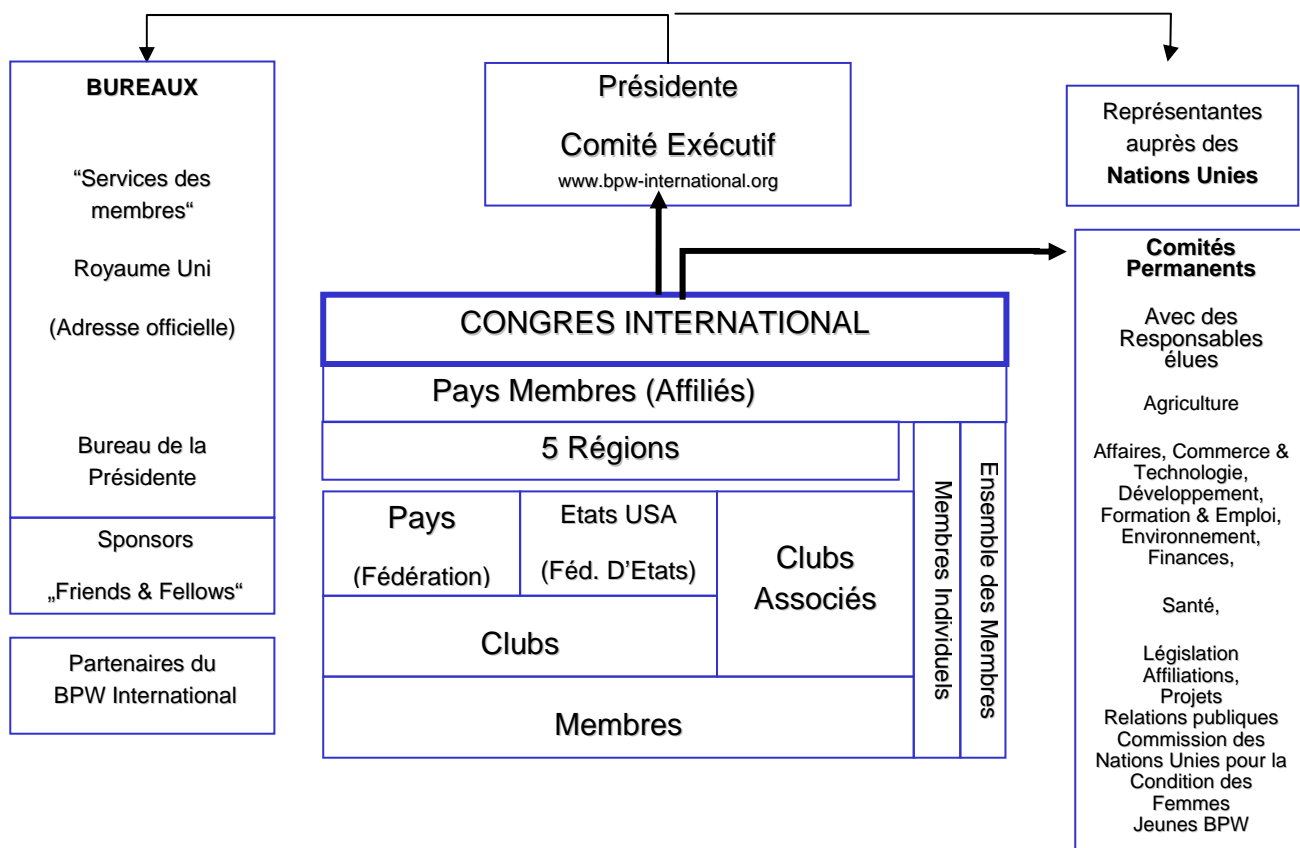 BUREAUX
“Services des
membres“
Royaume Uni
(Adresse officielle)
Bureau de la
Présidente
Sponsors
„Friends & Fellows“
Partenaires du
BPW International
Présidente
Comité Exécutif
www.bpw-international.org
CONGRES INTERNATIONAL
Pays Membres (Affiliés)
5 Régions
Pays
(Fédération)
Etats USA
(Féd. D’Etats)
Clubs
Associés
Clubs
Membres
Membres Individuels
Ensemble des Membres
Représentantes
auprès des
Nations Unies
Comités
Permanents
Avec des
Responsables
élues
Agriculture
Affaires, Commerce &
Technologie,
Développement,
Formation & Emploi,
Environnement,
Finances,
Santé,
Législation
Affiliations,
Projets
Relations publiques
Commission des
Nations Unies pour la
Condition des
Femmes
Jeunes BPW